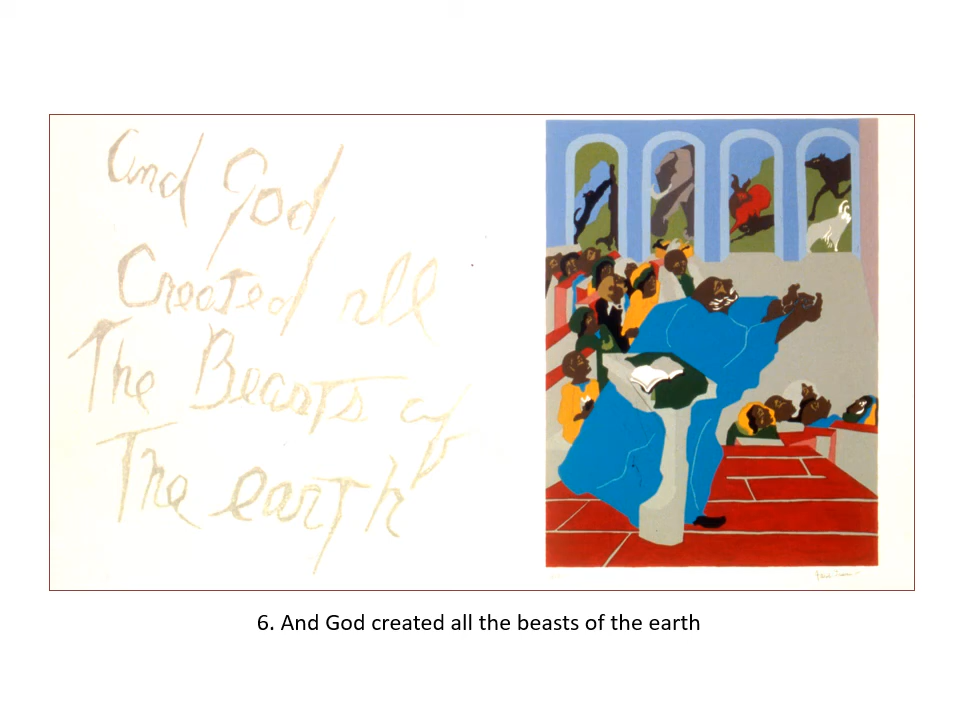 and God
Created all
The Beasts of
The earth
6. And God created all the beasts of the earth